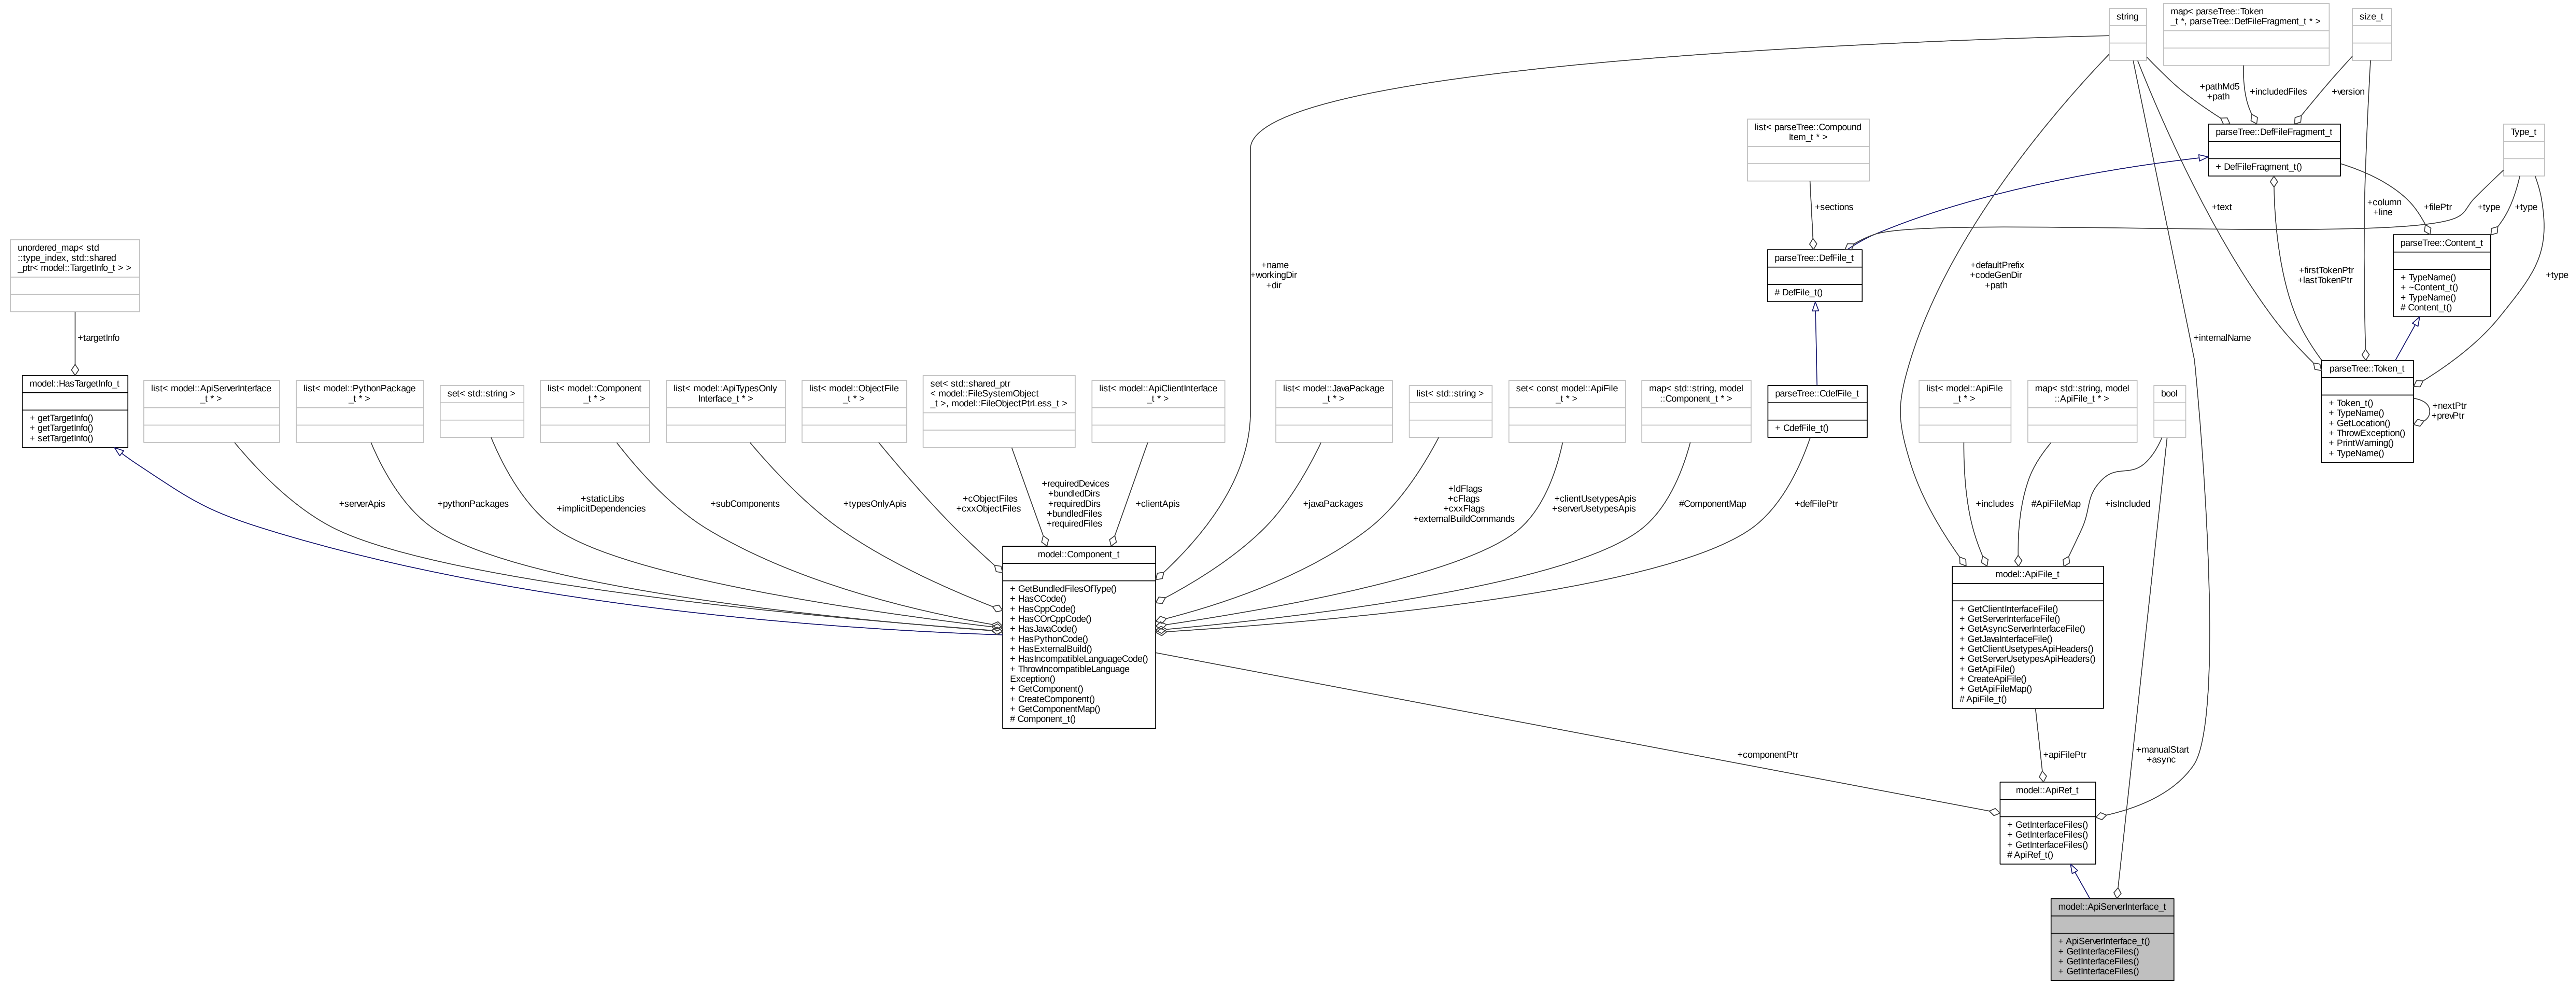 string
map< parseTree::Token
_t *, parseTree::DefFileFragment_t * >
size_t
+pathMd5
+path
+includedFiles
+version
list< parseTree::Compound
Item_t * >
parseTree::DefFileFragment_t
+ DefFileFragment_t()
Type_t
+sections
+text
+column
+line
+filePtr
+type
+type
unordered_map< std
::type_index, std::shared
_ptr< model::TargetInfo_t > >
parseTree::DefFile_t
# DefFile_t()
parseTree::Content_t
+ TypeName()
+ ~Content_t()
+ TypeName()
# Content_t()
+name
+workingDir
+dir
+defaultPrefix
+codeGenDir
+path
+firstTokenPtr
+lastTokenPtr
+type
+targetInfo
+internalName
model::HasTargetInfo_t
+ getTargetInfo()
+ getTargetInfo()
+ setTargetInfo()
list< model::ApiServerInterface
_t * >
list< model::PythonPackage
_t * >
set< std::string >
list< model::Component
_t * >
list< model::ApiTypesOnly
Interface_t * >
list< model::ObjectFile
_t * >
set< std::shared_ptr
< model::FileSystemObject
_t >, model::FileObjectPtrLess_t >
list< model::ApiClientInterface
_t * >
list< model::JavaPackage
_t * >
list< std::string >
set< const model::ApiFile
_t * >
map< std::string, model
::Component_t * >
parseTree::CdefFile_t
+ CdefFile_t()
list< model::ApiFile
_t * >
map< std::string, model
::ApiFile_t * >
bool
parseTree::Token_t
+ Token_t()
+ TypeName()
+ GetLocation()
+ ThrowException()
+ PrintWarning()
+ TypeName()
+nextPtr
+prevPtr
+serverApis
+pythonPackages
+staticLibs
+implicitDependencies
+subComponents
+typesOnlyApis
+cObjectFiles
+cxxObjectFiles
+requiredDevices
+bundledDirs
+requiredDirs
+bundledFiles
+requiredFiles
+clientApis
+javaPackages
+ldFlags
+cFlags
+cxxFlags
+externalBuildCommands
+clientUsetypesApis
+serverUsetypesApis
#ComponentMap
+defFilePtr
+includes
#ApiFileMap
+isIncluded
model::Component_t
+ GetBundledFilesOfType()
+ HasCCode()
+ HasCppCode()
+ HasCOrCppCode()
+ HasJavaCode()
+ HasPythonCode()
+ HasExternalBuild()
+ HasIncompatibleLanguageCode()
+ ThrowIncompatibleLanguage
Exception()
+ GetComponent()
+ CreateComponent()
+ GetComponentMap()
# Component_t()
model::ApiFile_t
+ GetClientInterfaceFile()
+ GetServerInterfaceFile()
+ GetAsyncServerInterfaceFile()
+ GetJavaInterfaceFile()
+ GetClientUsetypesApiHeaders()
+ GetServerUsetypesApiHeaders()
+ GetApiFile()
+ CreateApiFile()
+ GetApiFileMap()
# ApiFile_t()
+componentPtr
+apiFilePtr
+manualStart
+async
model::ApiRef_t
+ GetInterfaceFiles()
+ GetInterfaceFiles()
+ GetInterfaceFiles()
# ApiRef_t()
model::ApiServerInterface_t
+ ApiServerInterface_t()
+ GetInterfaceFiles()
+ GetInterfaceFiles()
+ GetInterfaceFiles()